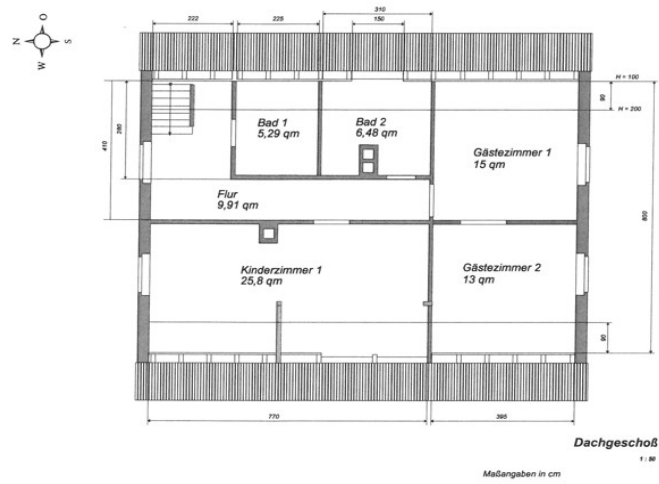 O
N
S
W
310
222
225
150
H = 100
90
H = 200
280
410
Bad 1
5,29 qm
Bad 2
6,48 qm
Gästezimmer 1
15 qm
Flur
9,91 qm
800
Kinderzimmer 1
25,8 qm
Gästezimmer 2
13 qm
90
770
395
Dachgeschoß
1 : 50
Maßangaben in cm